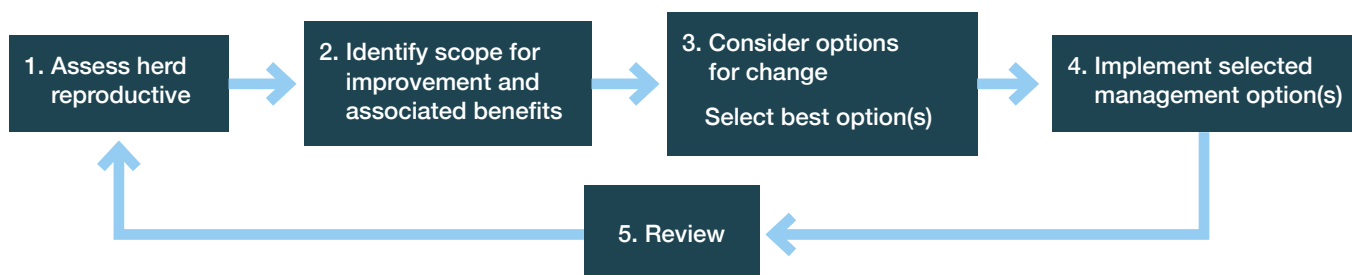 1. Assess herd
reproductive
2. Identify scope for
improvement and
associated benefits
3. Consider options
for change
Select best option(s)
4. Implement selected
management option(s)
5. Review